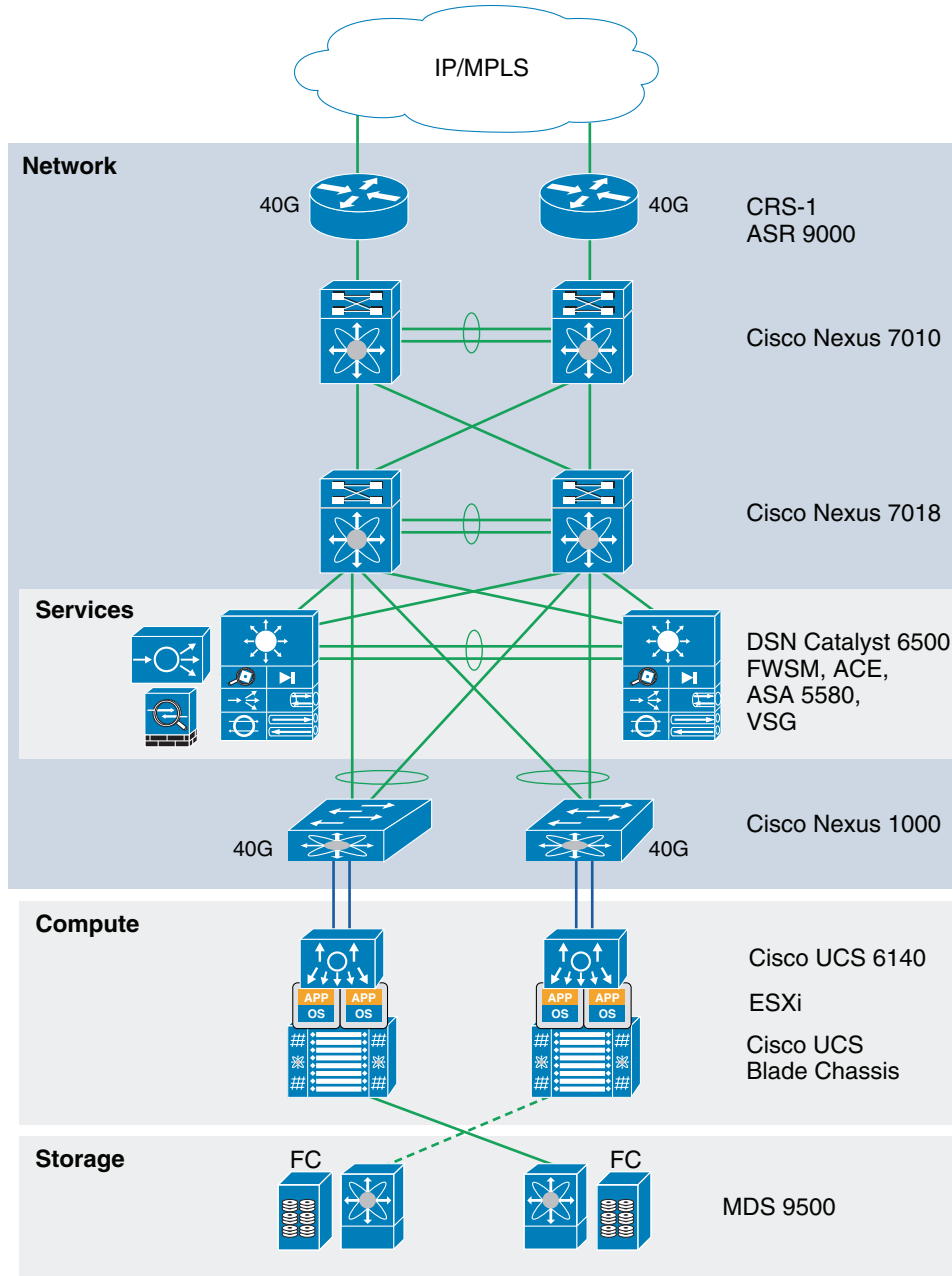 IP/MPLS
Network
40G
40G
CRS-1
ASR 9000
Cisco Nexus 7010
Cisco Nexus 7018
Services
DSN Catalyst 6500
FWSM, ACE,
ASA 5580,
VSG
Cisco Nexus 1000
40G
40G
Compute
Cisco UCS 6140
APP
APP
APP
APP
OS
OS
OS
OS
ESXi
Cisco UCS
Blade Chassis
Storage
FC
FC
MDS 9500